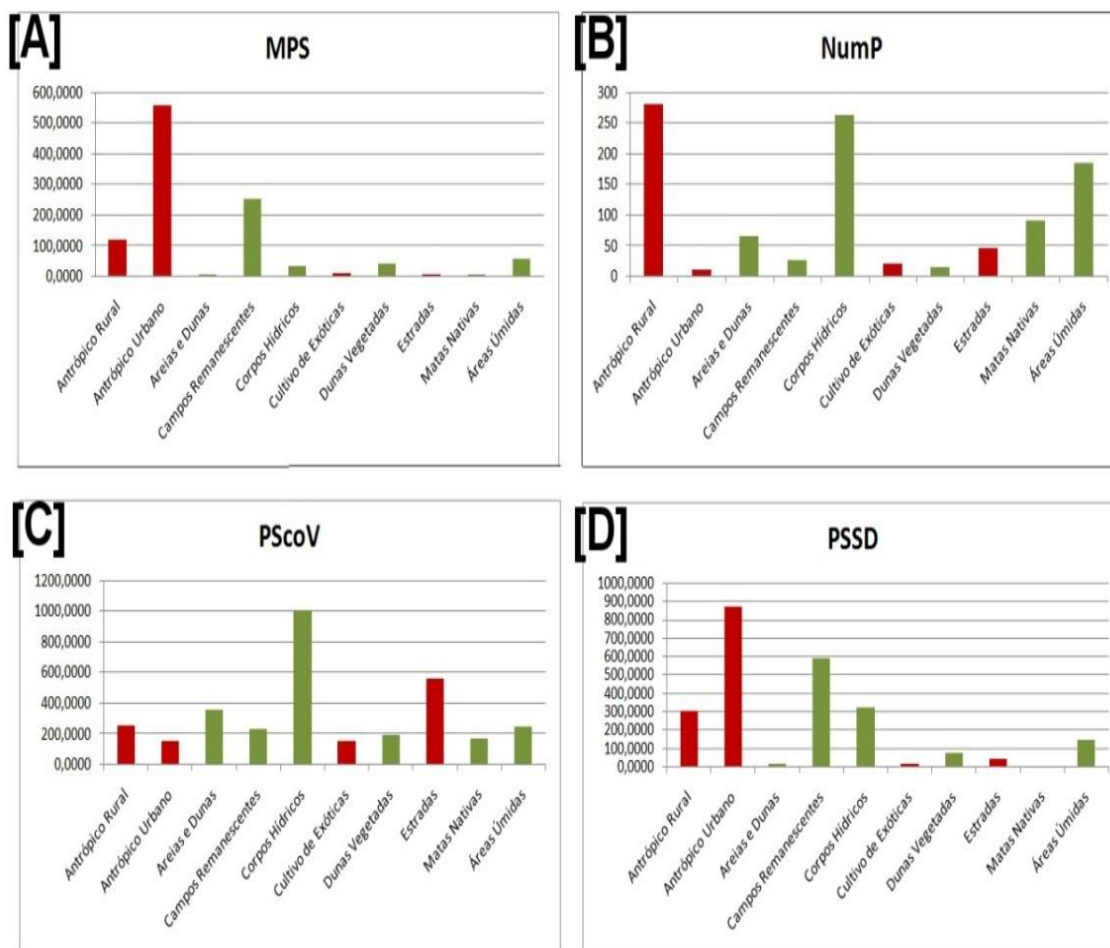 [A]
MPS
600,0000
500,0000
400,0000
300,0000
200,0000
100,0000
0,0000
Antrópico Rural
Antrópico Urbano
Areias e Dunas
Campos Remanescentes
Corpos Hídricos
Cultivo de Exóticas
Dunas Vegetadas
Estradas
Matas Nativas
Áreas Úmidas
[B]
NumP
300
250
200
150
100
50
0
Antrópico Rural
Antrópico Urbano
Areias e Dunas
Campos Remanescentes
Corpos Hídricos
Cultivo de Exóticas
Dunas Vegetadas
Estradas
Matas Nativas
Áreas Úmidas
[C]
PScoV
1200,0000
1000,0000
800,0000
600,0000
400,0000
200,0000
0,0000
Antrópico Rural
Antrópico Urbano
Areias e Dunas
Campos Remanescentes
Corpos Hídricos
Cultivo de Exóticas
Dunas Vegetadas
Estradas
Matas Nativas
Áreas Úmidas
[D]
PSSD
1000,0000
900,0000
800,0000
700,0000
600,0000
500,0000
400,0000
300,0000
200,0000
100,0000
0,0000
Antrópico Rural
Antrópico Urbano
Areias e Dunas
Campos Remanescentes
Corpos Hídricos
Cultivo de Exóticas
Dunas Vegetadas
Estradas
Matas Nativas
Áreas Úmidas